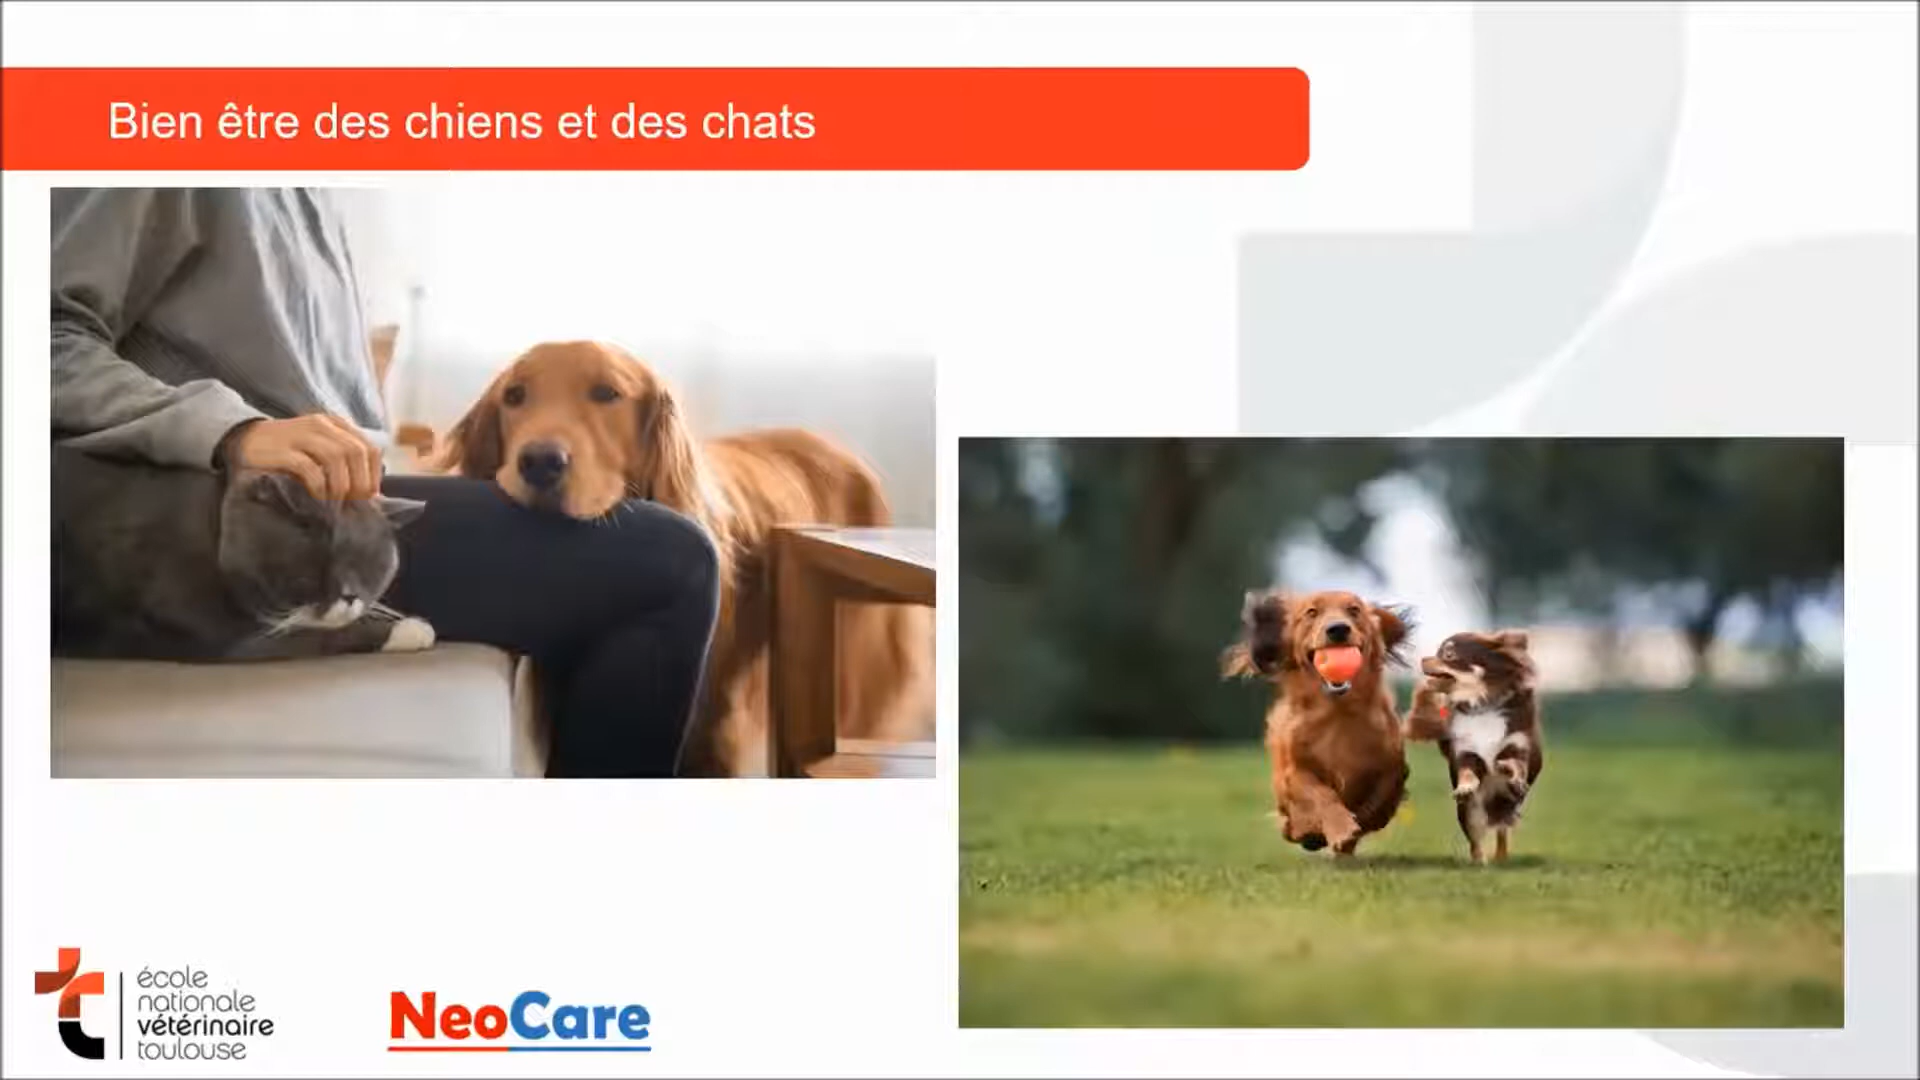 Bien être des chiens et des chats
école
nationale
vétérinaire
toulouse
NeoCare